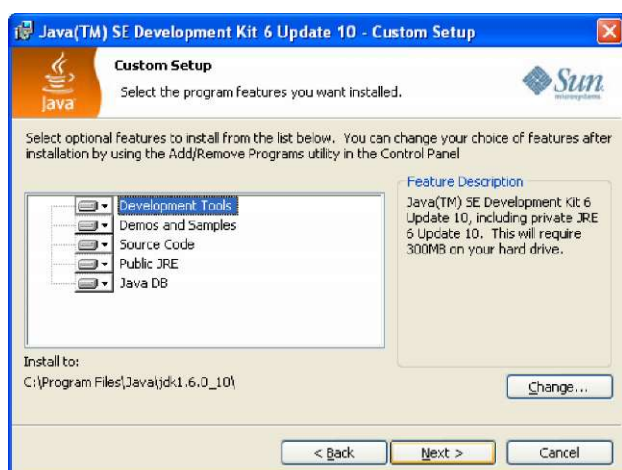 Java(TM) SE Development Kit 6 Update 10 - Custom Setup
Java
Custom Setup
Select the program features you want installed.
Sun
microsystems
Select optional features to install from the list below. You can change your choice of features after
installation by using the Add/Remove Programs utility in the Control Panel
Development Tools
Demos and Samples
Source Code
Public JRE
Java DB
Feature Description
Java(TM) SE Development Kit 6
Update 10, including private JRE
6 Update 10. This will require
300MB on your hard drive.
Install to:
C:\Program Files\Java\jdk1.6.0_10\
Change...
< Back
Next >
Cancel